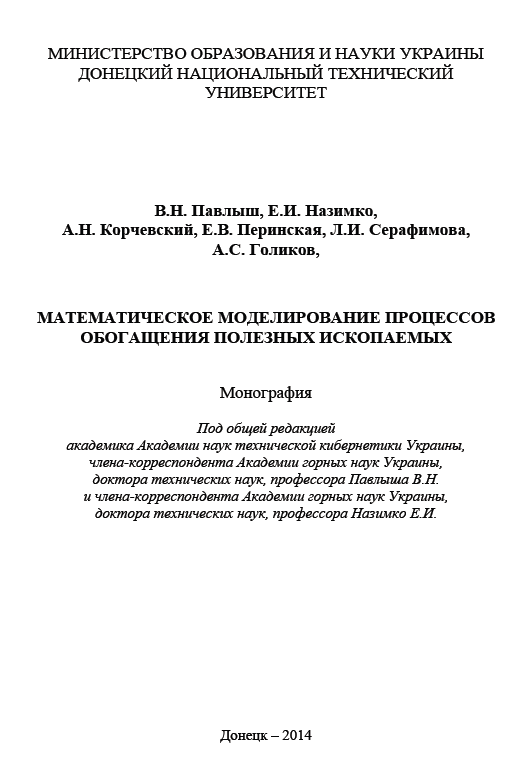 МИНИСТЕРСТВО ОБРАЗОВАНИЯ И НАУКИ УКРАИНЫ
ДОНЕЦКИЙ НАЦИОНАЛЬНЫЙ ТЕХНИЧЕСКИЙ
УНИВЕРСИТЕТ
В.Н. Павлыш, Е.И. Назимко,
А.Н. Корчевский, Е.В. Перинская, Л.И. Серафимова,
А.С. Голиков,
МАТЕМАТИЧЕСКОЕ МОДЕЛИРОВАНИЕ ПРОЦЕССОВ
ОБОГАЩЕНИЯ ПОЛЕЗНЫХ ИСКОПАЕМЫХ
Монография
Под общей редакцией
академика Академии наук технической кибернетики Украины,
члена-корреспондента Академии горных наук Украины,
доктора технических наук, профессора Павлыша В.Н.
и члена-корреспондента Академии горных наук Украины,
доктора технических наук, профессора Назимко Е.И.
Донецк – 2014